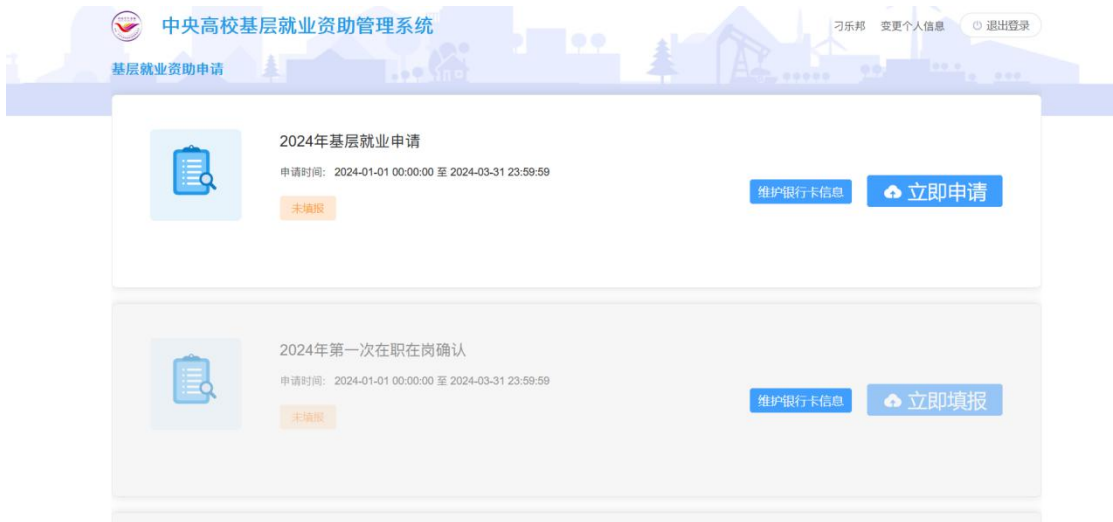 中央高校基层就业资助管理系统
刁乐邦 变更个人信息 退出登录
基层就业资助申请
2024年基层就业申请
申请时间: 2024-01-01 00:00:00 至 2024-03-31 23:59:59
未填报
维护银行卡信息 立即申请
2024年第一次在职在岗确认
申请时间: 2024-01-01 00:00:00 至 2024-03-31 23:59:59
未填报
维护银行卡信息 立即填报